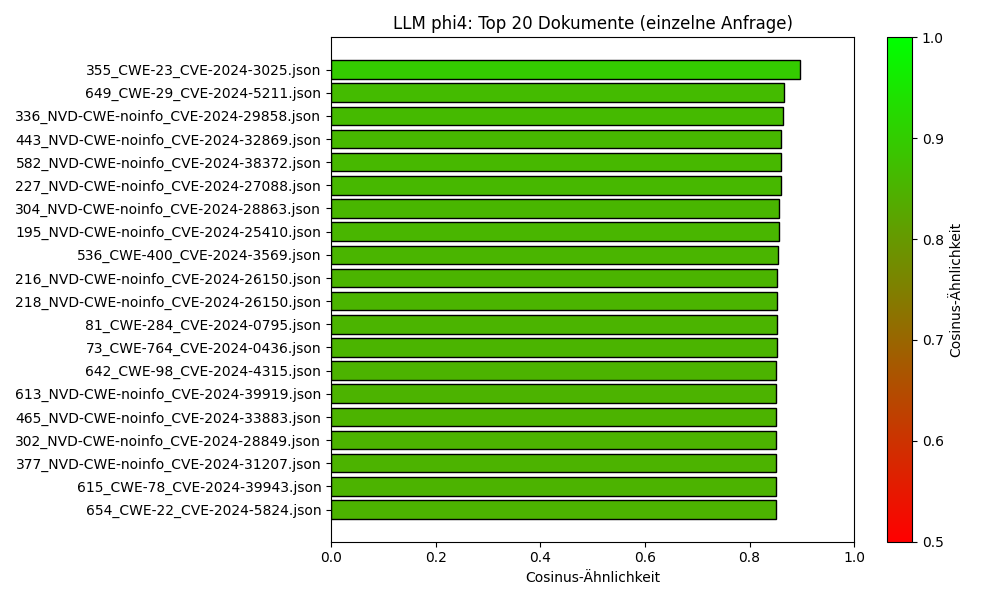 LLM phi4: Top 20 Dokumente (einzelne Anfrage)
355_CWE-23_CVE-2024-3025.json
649_CWE-29_CVE-2024-5211.json
336_NVD-CWE-noinfo_CVE-2024-29858.json
443_NVD-CWE-noinfo_CVE-2024-32869.json
582_NVD-CWE-noinfo_CVE-2024-38372.json
227_NVD-CWE-noinfo_CVE-2024-27088.json
304_NVD-CWE-noinfo_CVE-2024-28863.json
195_NVD-CWE-noinfo_CVE-2024-25410.json
536_CWE-400_CVE-2024-3569.json
216_NVD-CWE-noinfo_CVE-2024-26150.json
218_NVD-CWE-noinfo_CVE-2024-26150.json
81_CWE-284_CVE-2024-0795.json
73_CWE-764_CVE-2024-0436.json
642_CWE-98_CVE-2024-4315.json
613_NVD-CWE-noinfo_CVE-2024-39919.json
465_NVD-CWE-noinfo_CVE-2024-33883.json
302_NVD-CWE-noinfo_CVE-2024-28849.json
377_NVD-CWE-noinfo_CVE-2024-31207.json
615_CWE-78_CVE-2024-39943.json
654_CWE-22_CVE-2024-5824.json
0.0 0.2 0.4 0.6 0.8 1.0
Cosinus-Ähnlichkeit
1.0
0.9
0.8
0.7
0.6
0.5
Cosinus-Ähnlichkeit